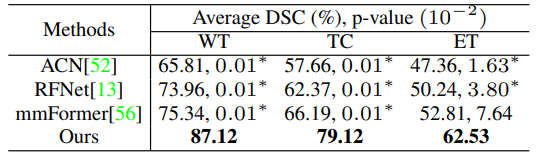 Methods Average DSC (%), p-value (10⁻²)
WT TC ET
ACN[52] 65.81, 0.01* 57.66, 0.01* 47.36, 1.63*
RFNet[13] 73.96, 0.01* 62.37, 0.01* 50.24, 3.80*
mmFormer[56] 75.34, 0.01* 66.19, 0.01* 52.81, 7.64
Ours 87.12 79.12 62.53